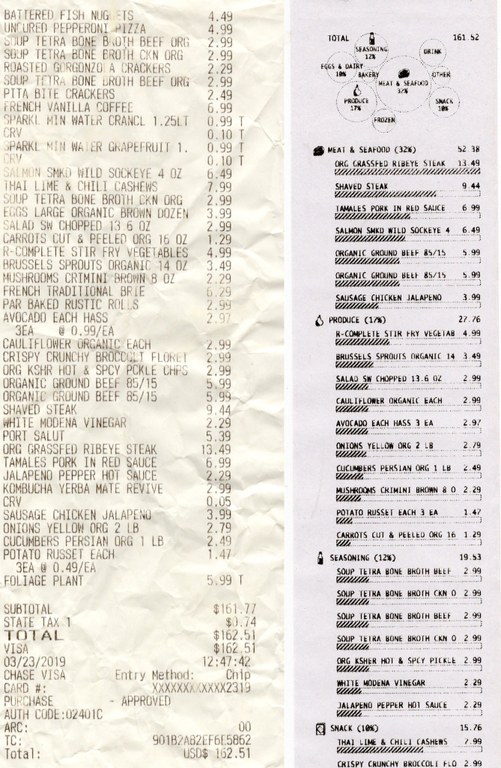 BATTERED FISH NUG ETS 4.49
UNCURED PEPPERONI PIZZA 4.99
SOUP TETRA BONE BROTH BEEF ORG 2.99
SOUP TETRA BONE BROTH CKN ORG 2.99
ROASTED GORGONZOLA CRACKERS 2.29
SOUP TETRA BONE BROTH BEEF ORG 2.99
PITA BITE CRACKERS 2.49
FRENCH VANILLA COFFEE 6.99
SPARKL MIN WATER CRANCL 1.25LT 0.99 T
CRV 0.10 T
SPARKL MIN WATER GRAPEFRUIT 1. 0.99 T
CRV 0.10 T
SALMON SMKD WILD SOCKEYE 4 OZ 6.49
THAI LIME & CHILI CASHEWS 7.99
SOUP TETRA BONE BROTH CKN ORG 2.99
EGGS LARGE ORGANIC BROWN DOZEN 3.99
SALAD SW CHOPPED 13 6 OZ 2.99
CARROTS CUT & PEELED ORG 16 OZ 1.29
R-COMPLETE STIR FRY VEGETABLES 4.99
BRUSSELS SPROUTS ORGANIC 14 OZ 3.49
MUSHROOMS CRIMINI BROWN 8 OZ 2.29
FRENCH TRADITIONAL BRIE 6.29
PAR BAKED RUSTIC ROLLS 2.99
AVOCADO EACH HASS 2.97
3EA @ 0.99/EA
CAULIFLOWER ORGANIC EACH 2.99
CRISPY CRUNCHY BROCCOLI FLORET 2.99
ORG KSHR HOT & SPCY PCKLE CHPS 2.99
ORGANIC GROUND BEEF 85/15 5.99
ORGANIC GROUND BEEF 85/15 5.99
SHAVED STEAK 9.44
WHITE MODENA VINEGAR 2.29
PORT SALUT 5.39
ORG GRASSFED RIBEYE STEAK 13.49
TAMALES PORK IN RED SAUCE 6.99
JALAPENO PEPPER HOT SAUCE 2.29
KOMBUCHA YERBA MATE REVIVE 2.99
CRV 0.05
SAUSAGE CHICKEN JALAPENO 3.99
ONIONS YELLOW ORG 2 LB 2.79
CUCUMBERS PERSIAN ORG 1 LB 2.49
POTATO RUSSET EACH 1.47
3EA @ 0.49/EA
FOLIAGE PLANT 5.99 T
SUBTOTAL $161.77
STATE TAX 1 $0.74
TOTAL $162.51
VISA $162.51
03/23/2019 12:47:42
CHASE VISA Entry Method: Chip
CARD #: XXXXXXXXXXXX2319
PURCHASE - APPROVED
AUTH CODE:02401C
ARC: 00
TC: 901B2AB2EF6E5862
Total: USD$ 162.51
TOTAL 161.52
SEASONING
12%
DRINK
EGGS & DAIRY
10%
BAKERY
MEAT & SEAFOOD
32%
OTHER
PRODUCE
17%
SNACK
10%
FROZEN
MEAT & SEAFOOD (32%) 52.38
ORG GRASSFED RIBEYE STEAK 13.49
SHAVED STEAK 9.44
TAMALES PORK IN RED SAUCE 6.99
SALMON SMKD WILD SOCKEYE 4 6.49
ORGANIC GROUND BEEF 85/15 5.99
ORGANIC GROUND BEEF 85/15 5.99
SAUSAGE CHICKEN JALAPENO 3.99
PRODUCE (17%) 27.76
R-COMPLETE STIR FRY VEGETAB 4.99
BRUSSELS SPROUTS ORGANIC 14 3.49
SALAD SW CHOPPED 13.6 OZ 2.99
CAULIFLOWER ORGANIC EACH 2.99
AVOCADO EACH HASS 3 EA 2.97
ONIONS YELLOW ORG 2 LB 2.79
CUCUMBERS PERSIAN ORG 1 LB 2.49
MUSHROOMS CRIMINI BROWN 8 O 2.29
POTATO RUSSET EACH 3 EA 1.47
CARROTS CUT & PEELED ORG 16 1.29
SEASONING (12%) 19.53
SOUP TETRA BONE BROTH BEEF 2.99
SOUP TETRA BONE BROTH CKN O 2.99
SOUP TETRA BONE BROTH BEEF 2.99
SOUP TETRA BONE BROTH CKN O 2.99
ORG KSHER HOT & SPCY PICKLE 2.99
WHITE MODENA VINEGAR 2.29
JALAPENO PEPPER HOT SAUCE 2.29
SNACK (10%) 15.76
THAI LIME & CHILI CASHEWS 7.99
CRISPY CRUNCHY BROCCOLI FLO 2.99